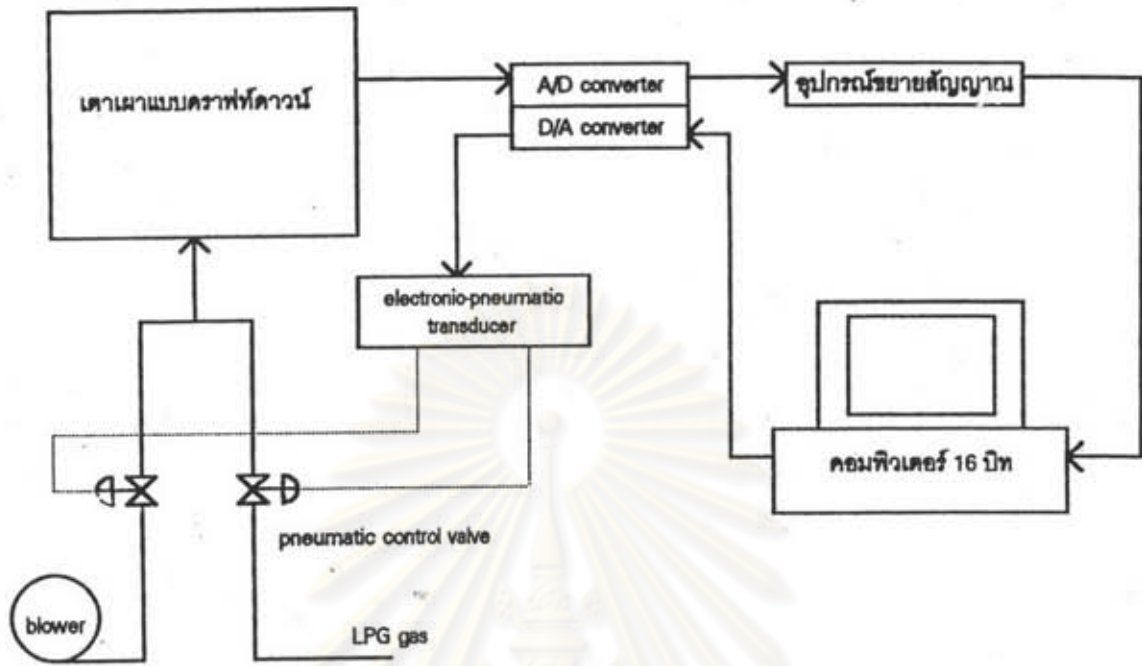 เตาเผาแบบดราฟท์ดาวน์
A/D converter
อุปกรณ์ขยายสัญญาณ
D/A converter
electronic-pneumatic
transducer
คอมพิวเตอร์ 16 บิท
pneumatic control valve
blower
LPG gas